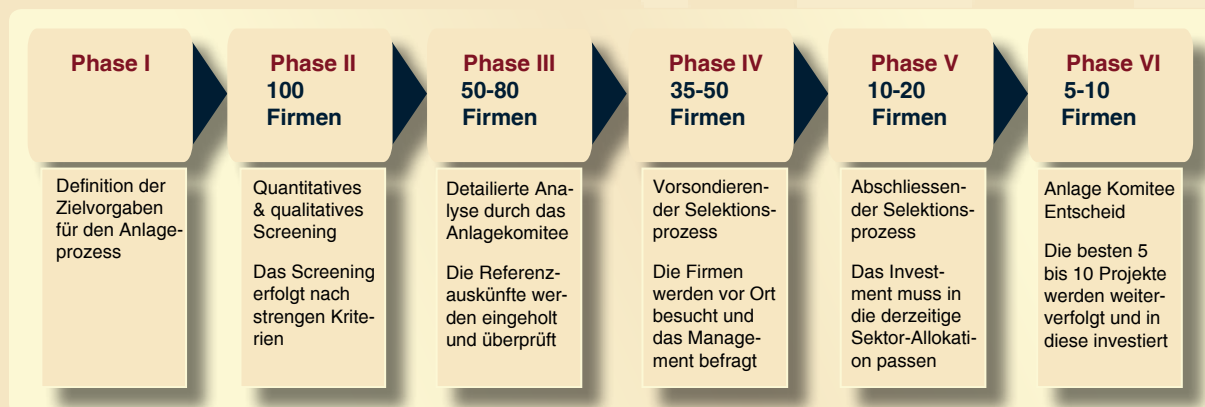 Phase I
Definition der
Zielvorgaben
für den Anlage-
prozess
Phase II
100
Firmen
Quantitatives
& qualitatives
Screening
Das Screening
erfolgt nach
strengen Krite-
rien
Phase III
50-80
Firmen
Detailierte Ana-
lyse durch das
Anlagekomitee
Die Referenz-
auskünfte wer-
den eingeholt
und überprüft
Phase IV
35-50
Firmen
Vorsondieren-
der Selektions-
prozess
Die Firmen
werden vor Ort
besucht und
das Manage-
ment befragt
Phase V
10-20
Firmen
Abschliessen-
der Selektions-
prozess
Das Invest-
ment muss in
die derzeitige
Sektor-Allokati-
on passen
Phase VI
5-10
Firmen
Anlage Komitee
Entscheid
Die besten 5
bis 10 Projekte
werden weiter-
verfolgt und in
diese investiert